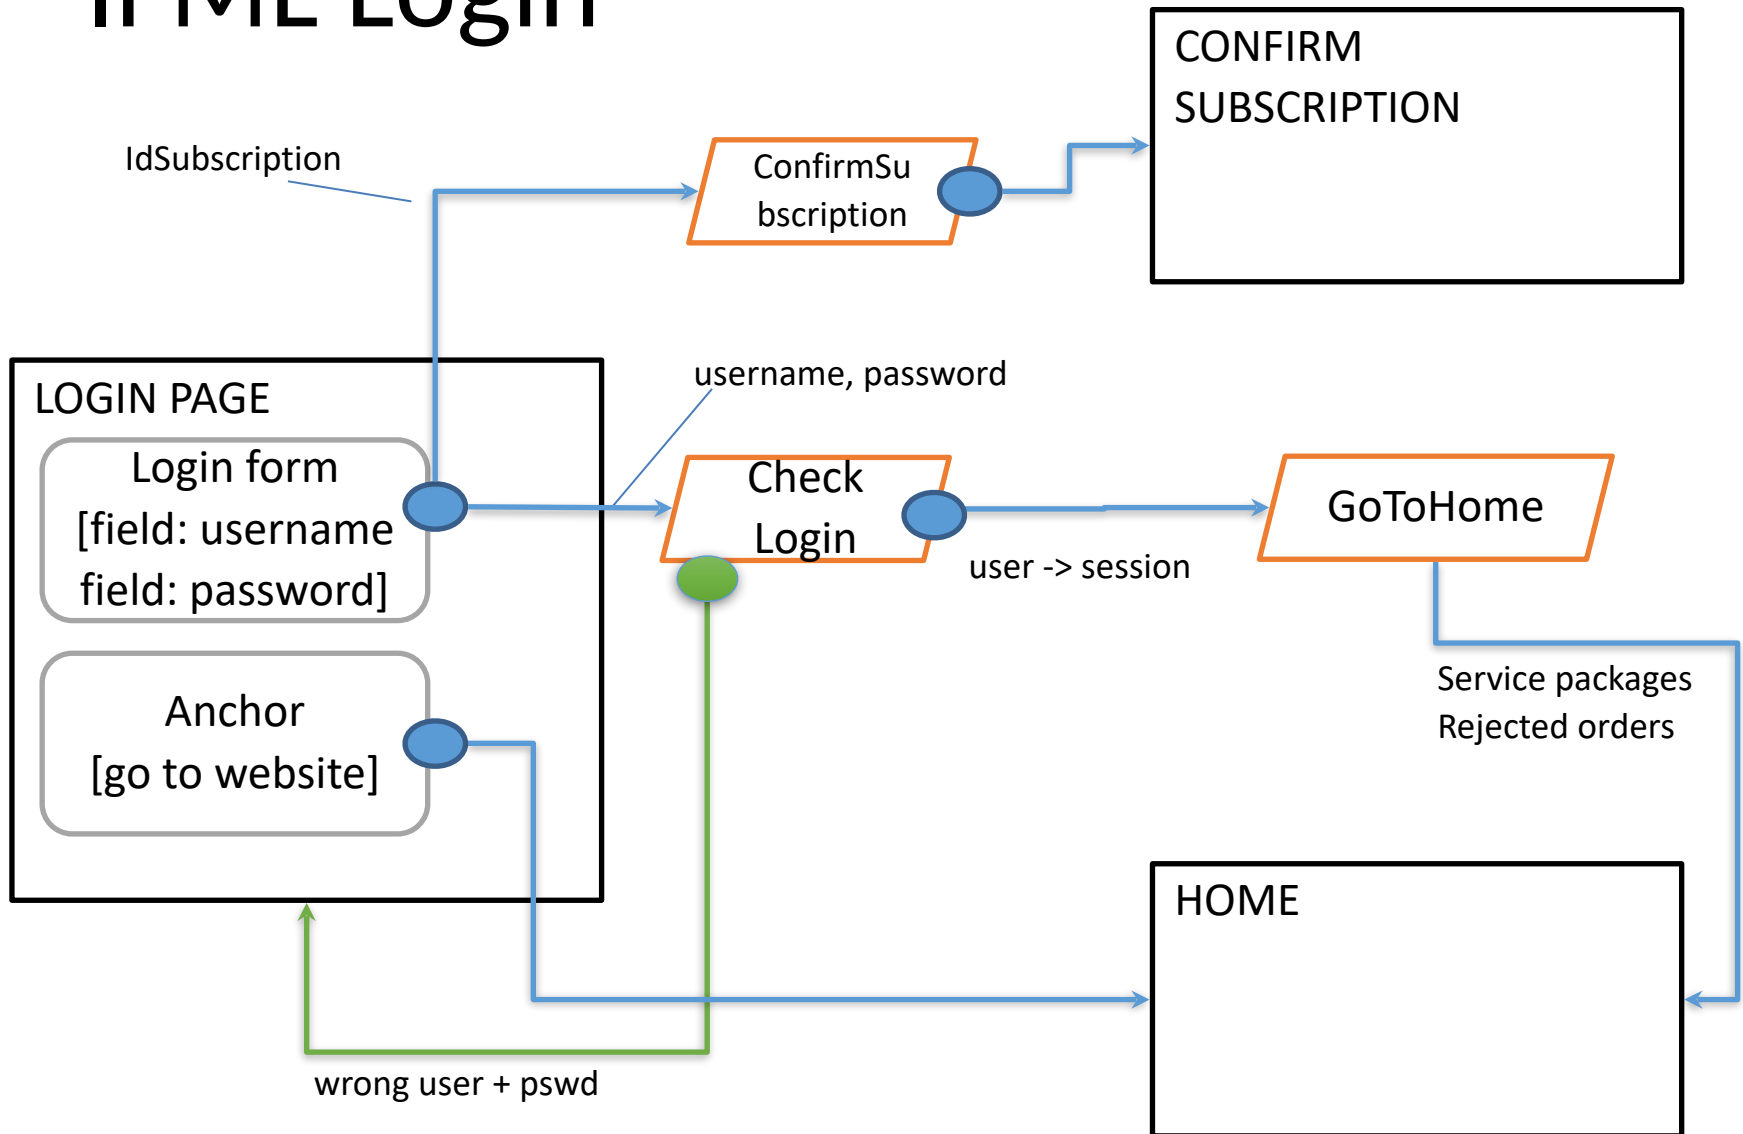 IFML Login
CONFIRM
SUBSCRIPTION
IdSubscription
ConfirmSu
bscription
LOGIN PAGE
username, password
Login form
[field: username
field: password]
Check
Login
GoToHome
user -> session
Anchor
[go to website]
Service packages
Rejected orders
HOME
wrong user + pswd